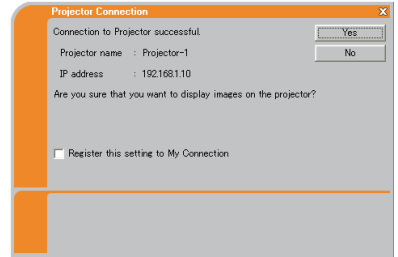 Projector Connection X
Connection to Projector successful.
Yes
Projector name : Projector-1
No
IP address : 192.168.1.10
Are you sure that you want to display images on the projector?
Register this setting to My Connection